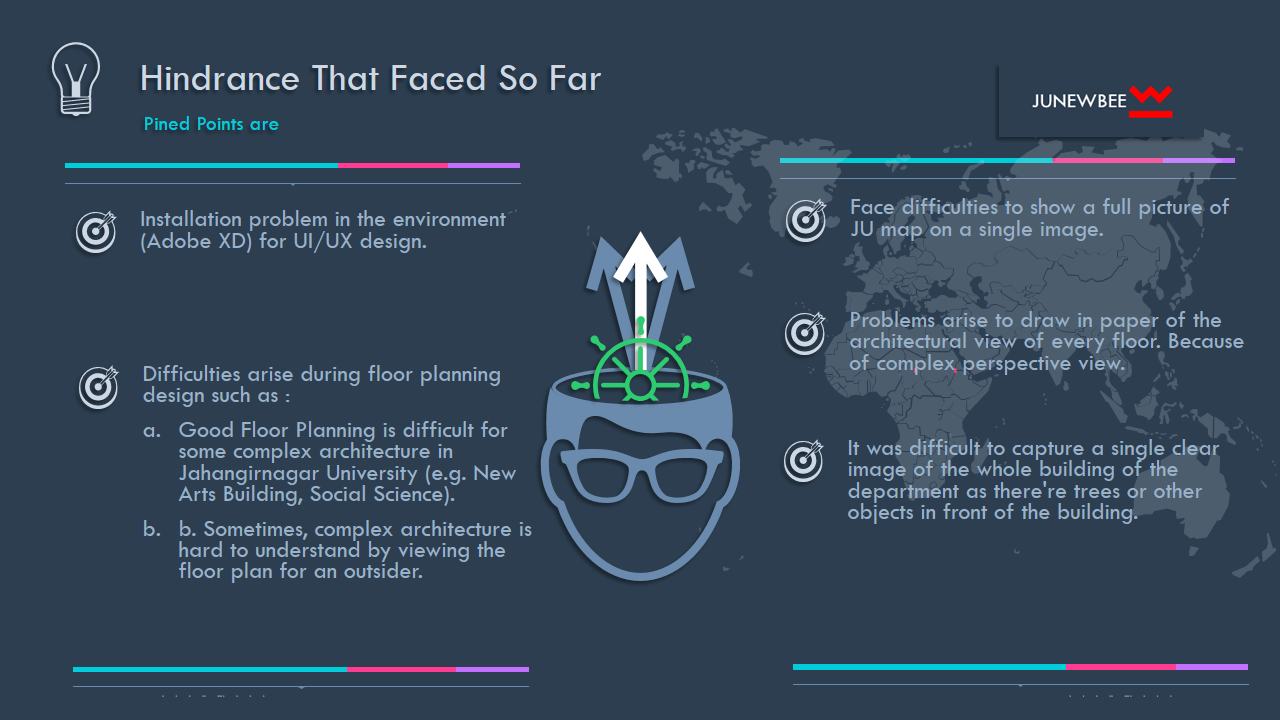 Hindrance That Faced So Far
Pined Points are
JUNEWBEE
Installation problem in the environment
(Adobe XD) for UI/UX design.
Difficulties arise during floor planning
design such as :
a. Good Floor Planning is difficult for
some complex architecture in
Jahangirnagar University (e.g. New
Arts Building, Social Science).
b. b. Sometimes, complex architecture is
hard to understand by viewing the
floor plan for an outsider.
Face difficulties to show a full picture of
JU map on a single image.
Problems arise to draw in paper of the
architectural view of every floor. Because
of complex perspective view.
It was difficult to capture a single clear
image of the whole building of the
department as there're trees or other
objects in front of the building.